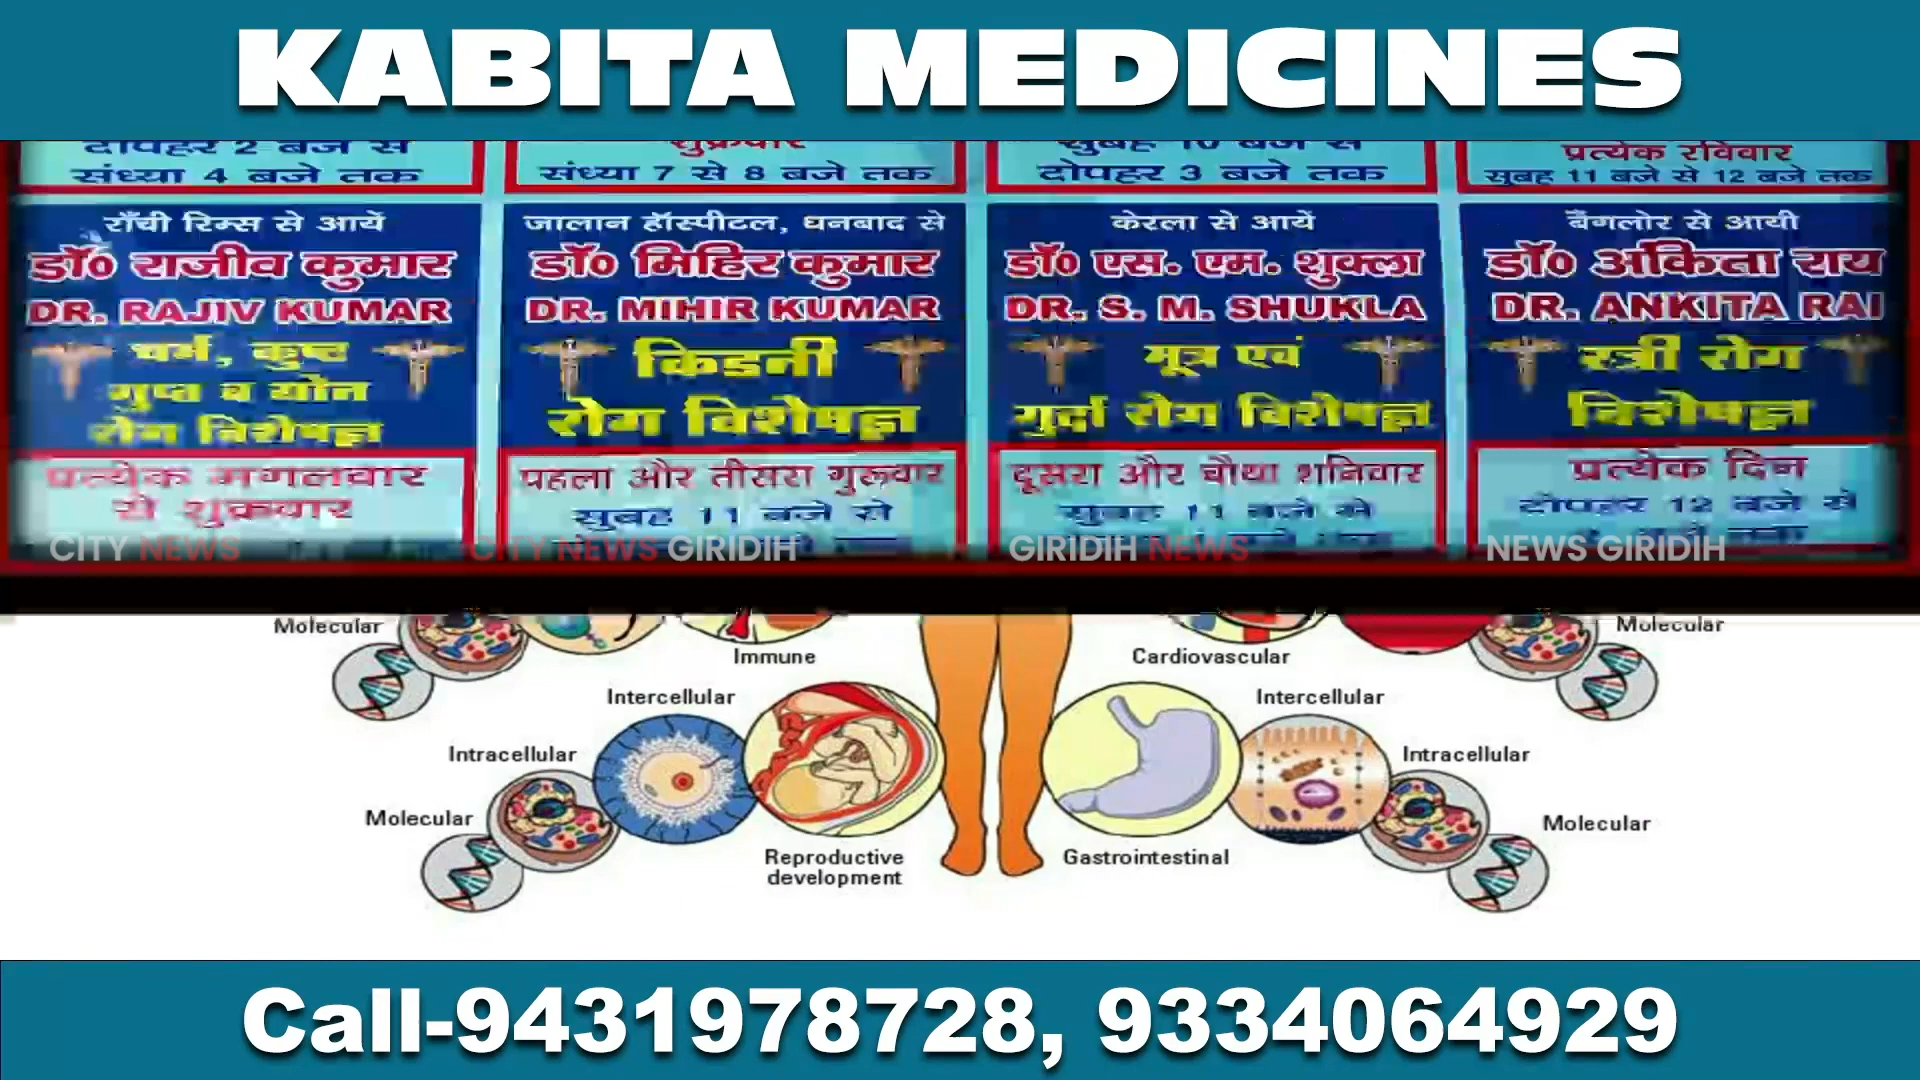 KABITA MEDICINES
दोपहर 2 बजे से
संध्या 4 बजे तक
शुक्रवार
संध्या 7 से 8 बजे तक
सुबह 10 बजे से
दोपहर 3 बजे तक
प्रत्येक रविवार
सुबह 11 बजे से 12 बजे तक
राँची रिम्स से आयें
डॉ० राजीव कुमार
DR. RAJIV KUMAR
चर्म, कुष्ट
गुप्त व योन
रोग विशेषज्ञ
प्रत्येक मंगलवार
से शुक्रवार
जालान हॉस्पीटल, धनबाद से
डॉ० मिहिर कुमार
DR. MIHIR KUMAR
किडनी
रोग विशेषज्ञ
पहला और तीसरा गुरूवार
सुबह 11 बजे से
केरला से आयें
डॉ० एस. एम. शुक्ला
DR. S. M. SHUKLA
मूत्र एवं
गुर्दा रोग विशेषज्ञ
दूसरा और चौथा शनिवार
सुबह 11 बजे से
बैंगलोर से आयी
डॉ० अंकिता राय
DR. ANKITA RAI
स्त्री रोग
विशेषज्ञ
प्रत्येक दिन
दोपहर 12 बजे से
CITY NEWS
CITY NEWS GIRIDIH
GIRIDIH NEWS
NEWS GIRIDIH
Molecular
Immune
Cardiovascular
Molecular
Intercellular
Intercellular
Intracellular
Intracellular
Molecular
Molecular
Reproductive
development
Gastrointestinal
Call-9431978728, 9334064929